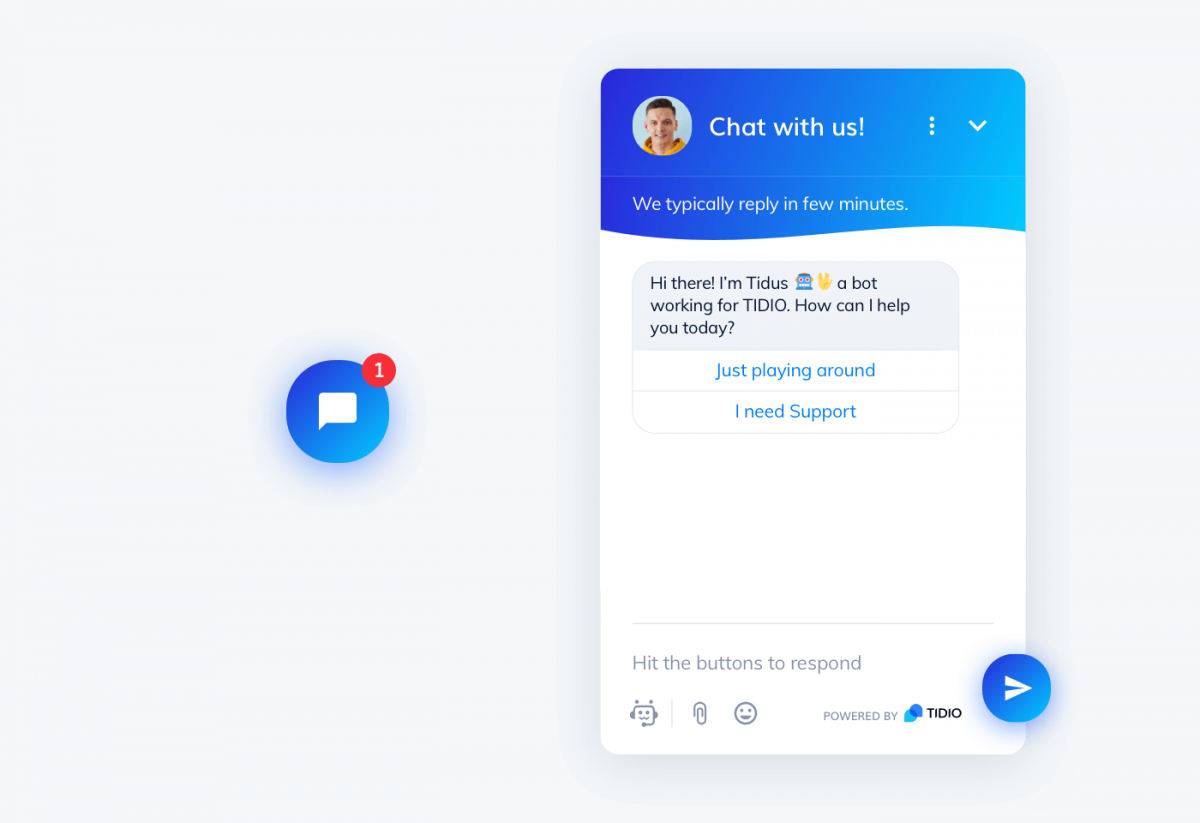 1
Chat with us!
We typically reply in few minutes.
Hi there! I'm Tidus 🤖🖖 a bot
working for TIDIO. How can I help
you today?
Just playing around
I need Support
Hit the buttons to respond
POWERED BY TIDIO